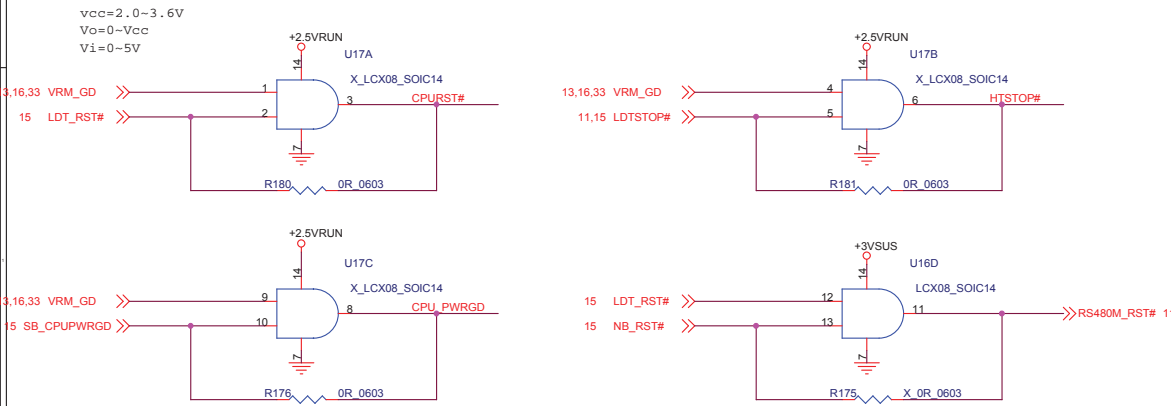 vcc=2.0~3.6V
Vo=0~Vcc
Vi=0~5V
+2.5VRUN
U17A
14
X_LCX08_SOIC14
3,16,33 VRM_GD
1
3
CPURST#
15 LDT_RST#
2
7
R180
0R_0603
+2.5VRUN
U17B
14
X_LCX08_SOIC14
13,16,33 VRM_GD
4
6
HTSTOP#
11,15 LDTSTOP#
5
7
R181
0R_0603
+2.5VRUN
U17C
14
X_LCX08_SOIC14
3,16,33 VRM_GD
9
8
CPU_PWRGD
15 SB_CPUPWRGD
10
7
R176
0R_0603
+3VSUS
U16D
14
LCX08_SOIC14
15 LDT_RST#
12
11
RS480M_RST# 11
15 NB_RST#
13
7
R175
X_0R_0603